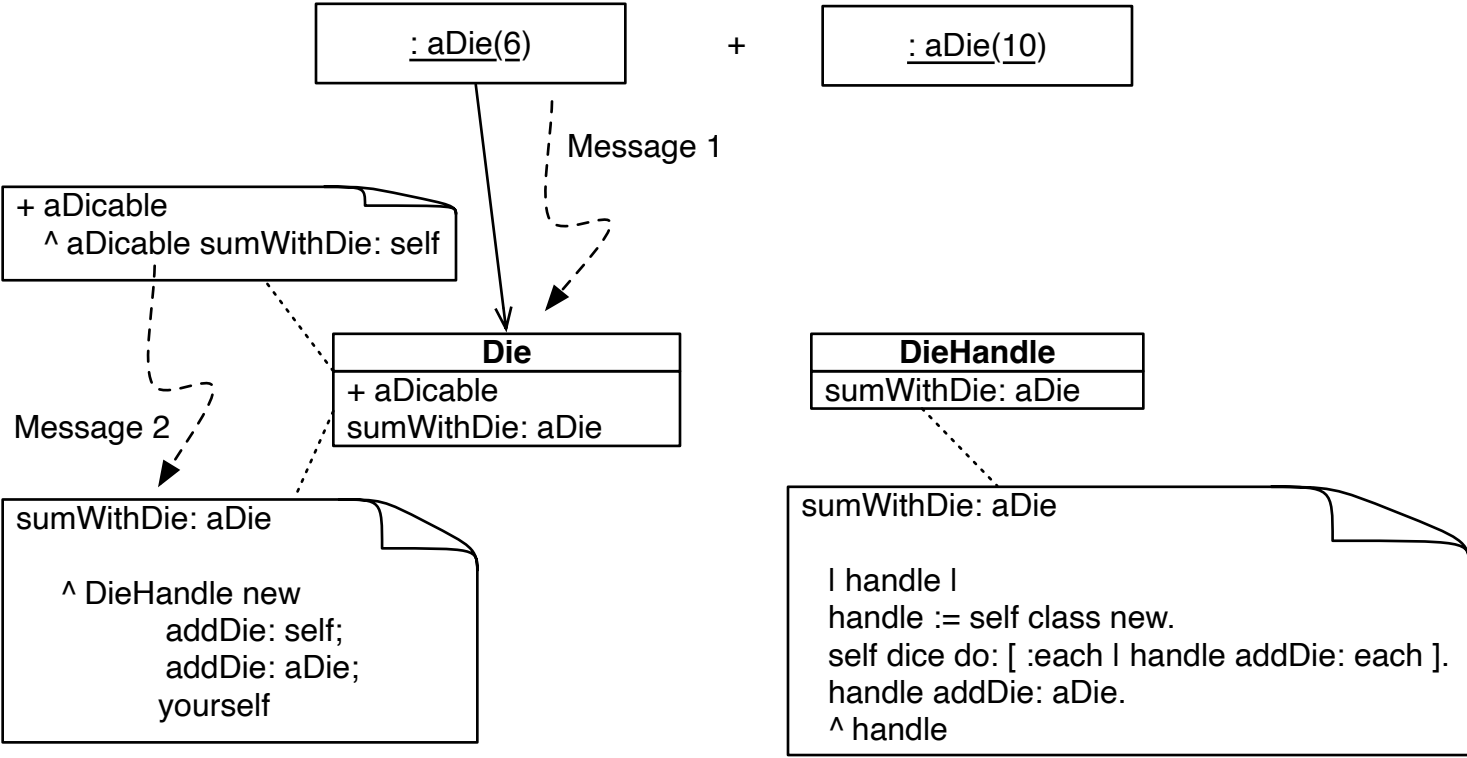 : aDie(6)
+
: aDie(10)
Message 1
+ aDicable
^ aDicable sumWithDie: self
Die
+ aDicable
sumWithDie: aDie
DieHandle
sumWithDie: aDie
Message 2
sumWithDie: aDie
^ DieHandle new
addDie: self;
addDie: aDie;
yourself
sumWithDie: aDie
| handle |
handle := self class new.
self dice do: [ :each | handle addDie: each ].
handle addDie: aDie.
^ handle